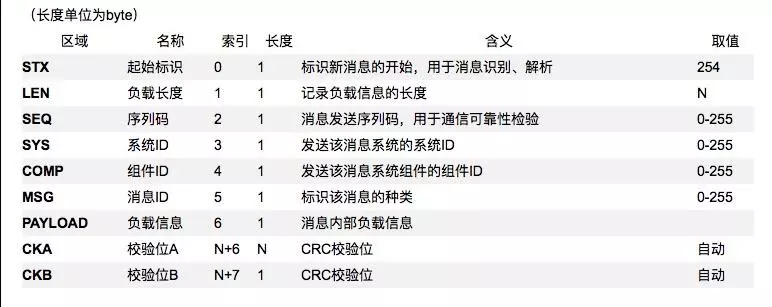 （长度单位为byte）
区域 名称 索引 长度 含义 取值
STX 起始标识 0 1 标识新消息的开始，用于消息识别、解析 254
LEN 负载长度 1 1 记录负载信息的长度 N
SEQ 序列码 2 1 消息发送序列码，用于通信可靠性检验 0-255
SYS 系统ID 3 1 发送该消息系统的系统ID 0-255
COMP 组件ID 4 1 发送该消息系统组件的组件ID 0-255
MSG 消息ID 5 1 标识该消息的种类 0-255
PAYLOAD 负载信息 6 1 消息内部负载信息
CKA 校验位A N+6 N CRC校验位 自动
CKB 校验位B N+7 1 CRC校验位 自动